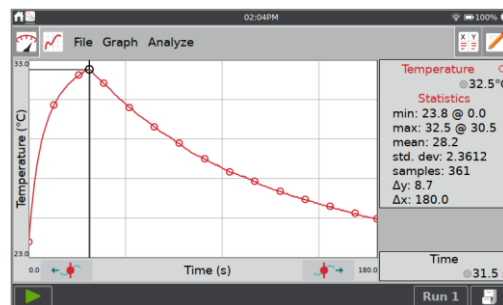 02:04PM
100%
File Graph Analyze
X Y
33.0
Temperature (°C)
23.0
0.0
Time (s)
180.0
Temperature
32.5°C
Statistics
min: 23.8 @ 0.0
max: 32.5 @ 30.5
mean: 28.2
std. dev: 2.3612
samples: 361
Δy: 8.7
Δx: 180.0
Time
31.5 s
Run 1